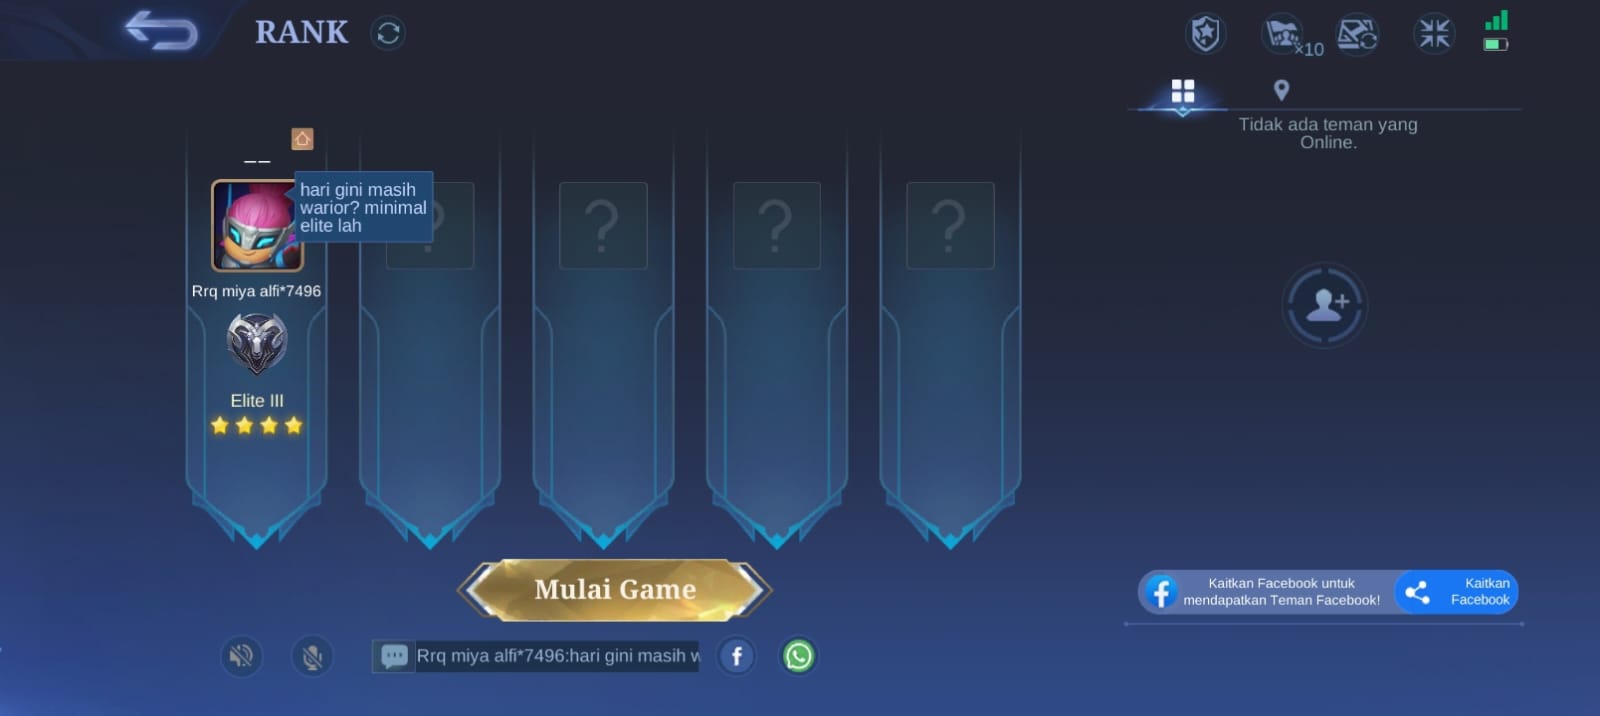 RANK
×10
Tidak ada teman yang
Online.
hari gini masih
warior? minimal
elite lah
?
?
?
?
Rrq miya alfi*7496
Elite III
Mulai Game
Kaitkan Facebook untuk
mendapatkan Teman Facebook!
Kaitkan
Facebook
Rrq miya alfi*7496:hari gini masih w